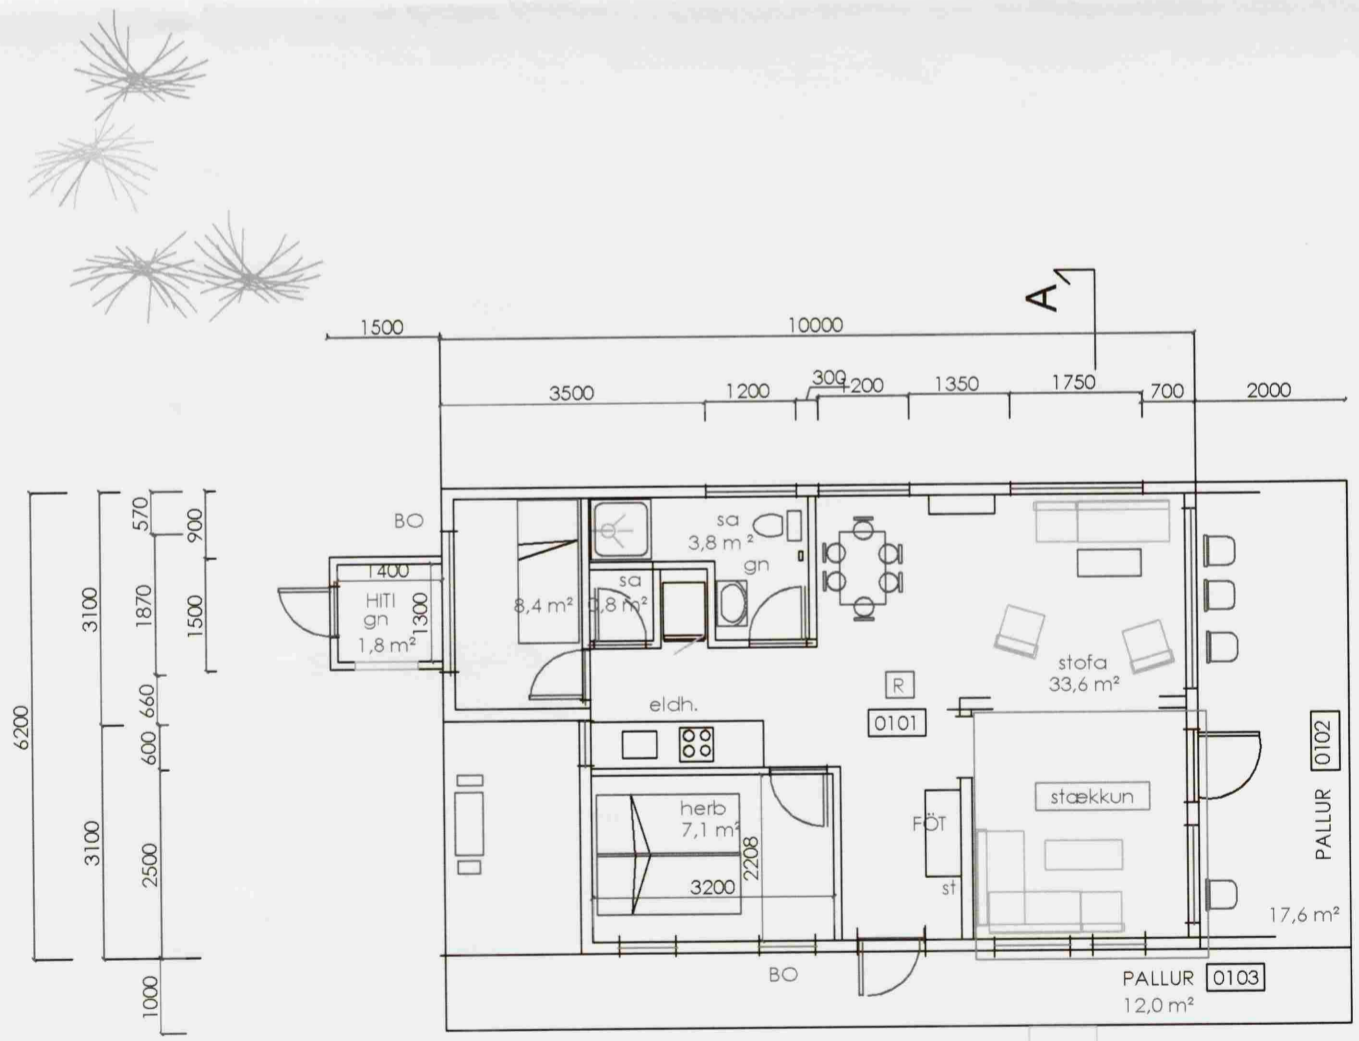 A
1500
10000
3500
1200
300
1200
1350
1750
700
2000
6200
3100
3100
570
1870
660
600
2500
1000
900
1500
BO
1400
1300
HITI
gn
1,8 m²
8,4 m²
sa
3,8 m²
gn
sa
0,8 m²
eldh.
R
0101
stofa
33,6 m²
stækkun
herb
7,1 m²
2208
3200
FÖT
st
BO
PALLUR
0102
17,6 m²
PALLUR
0103
12,0 m²